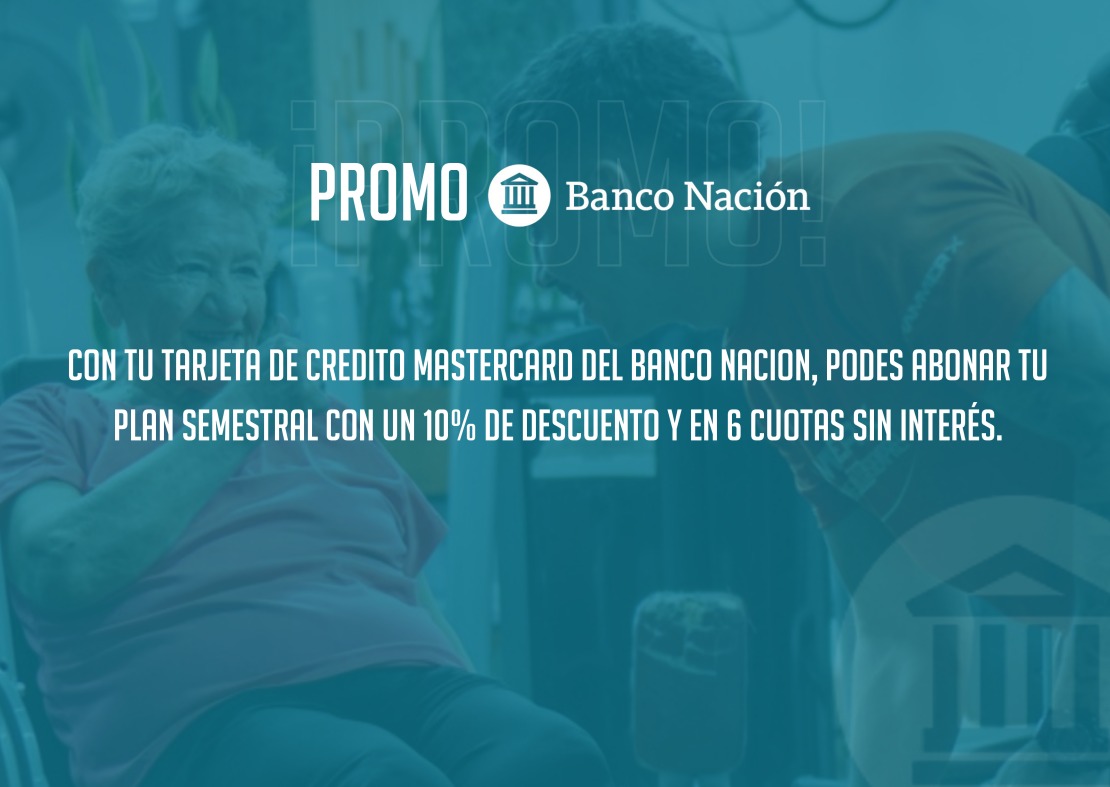 ¡PROMO!
PROMO Banco Nación
CON TU TARJETA DE CREDITO MASTERCARD DEL BANCO NACION, PODES ABONAR TU
PLAN SEMESTRAL CON UN 10% DE DESCUENTO Y EN 6 CUOTAS SIN INTERÉS.